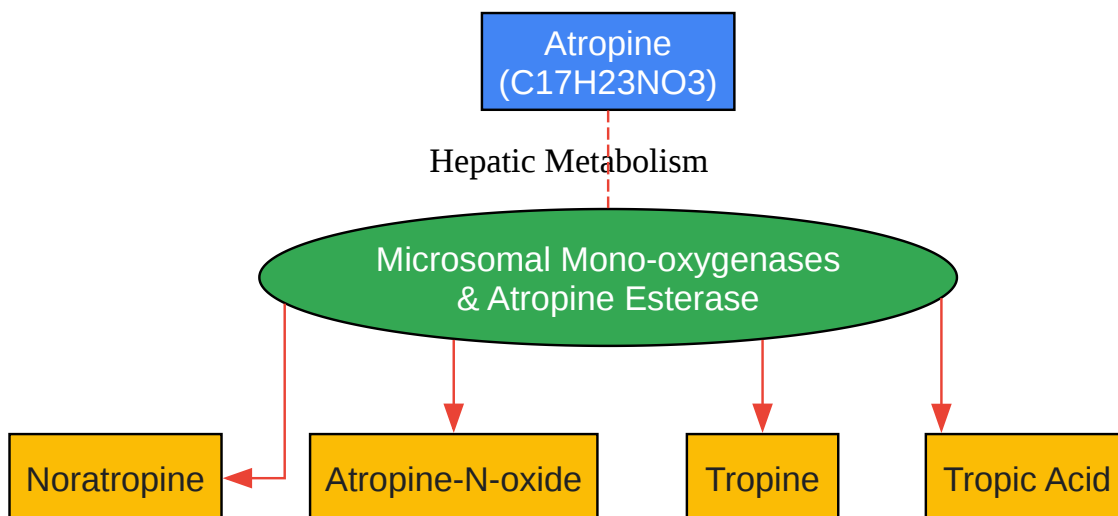 Atropine
(C17H23NO3)
Hepatic Metabolism
Microsomal Mono-oxygenases
& Atropine Esterase
Noratropine
Atropine-N-oxide
Tropine
Tropic Acid